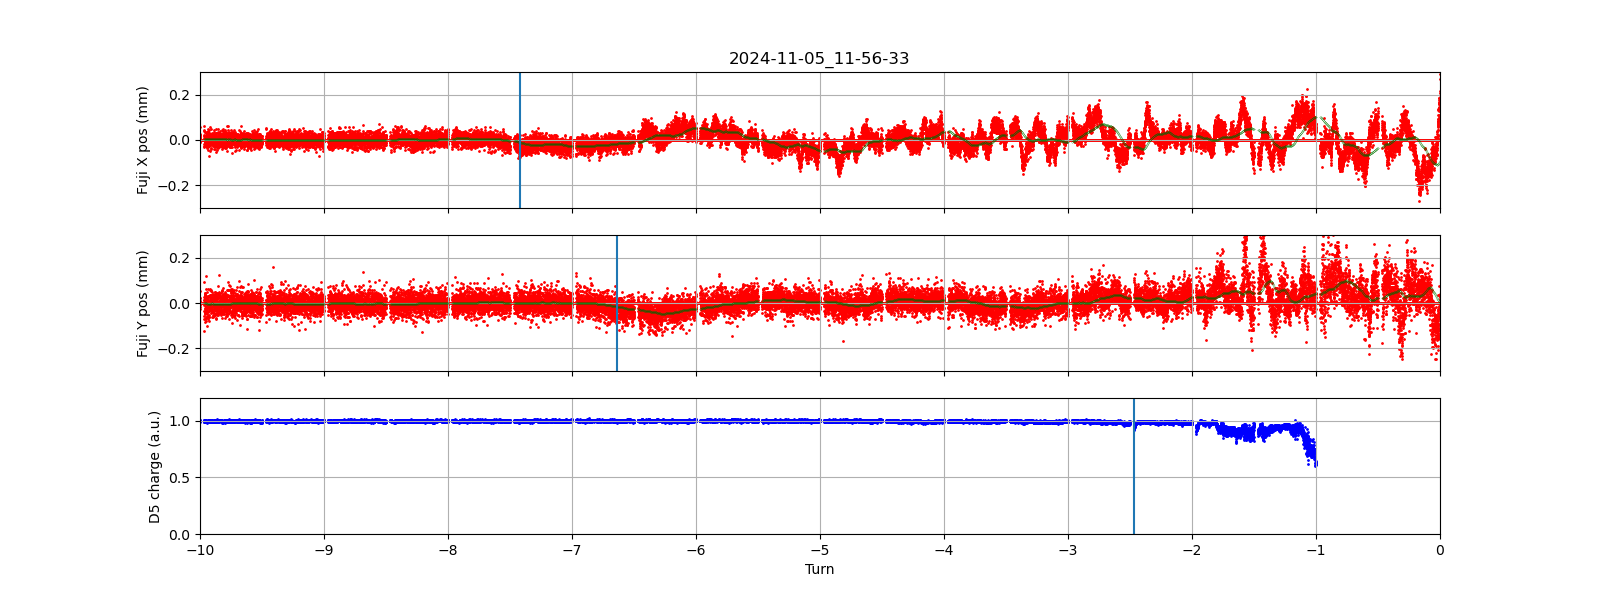 2024-11-05_11-56-33
Fuji X pos (mm)
0.2
0.0
−0.2
Fuji Y pos (mm)
0.2
0.0
−0.2
D5 charge (a.u.)
1.0
0.5
0.0
−10 −9 −8 −7 −6 −5 −4 −3 −2 −1 0
Turn